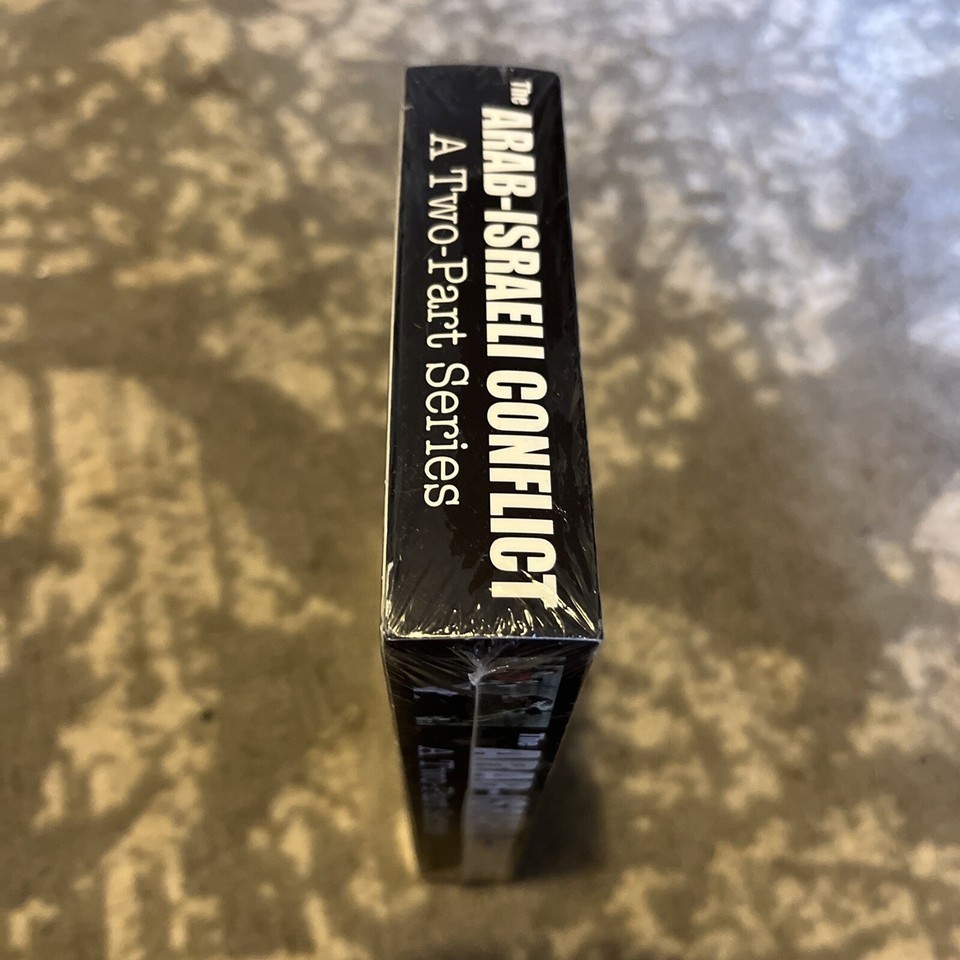 The ARAB-ISRAELI CONFLICT
A Two-Part Series